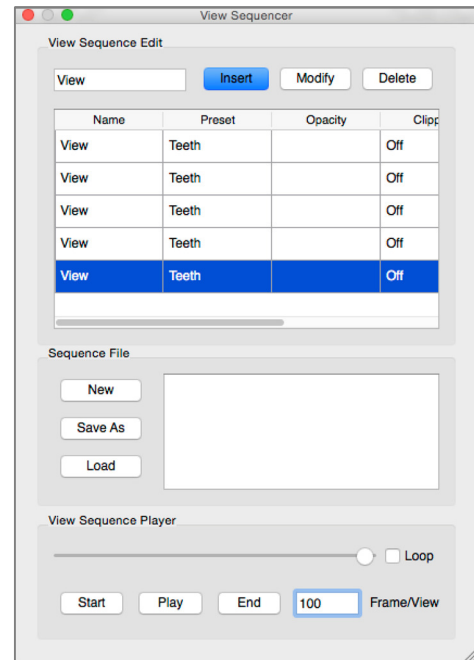 View Sequencer
View Sequence Edit
View Insert Modify Delete
Name Preset Opacity Clipp
View Teeth Off
View Teeth Off
View Teeth Off
View Teeth Off
View Teeth Off
Sequence File
New
Save As
Load
View Sequence Player
Loop
Start Play End 100 Frame/View